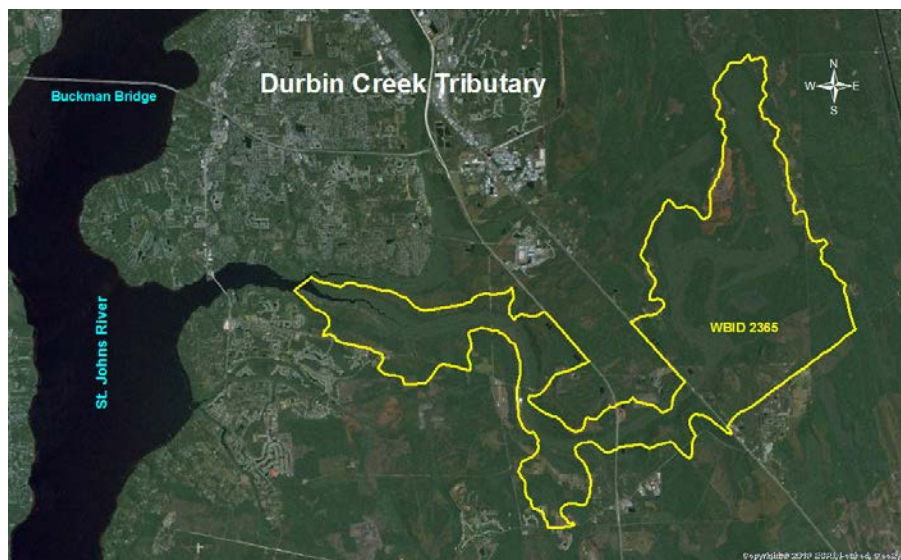 Durbin Creek Tributary
Buckman Bridge
N
W E
S
St. Johns River
WBID 2365